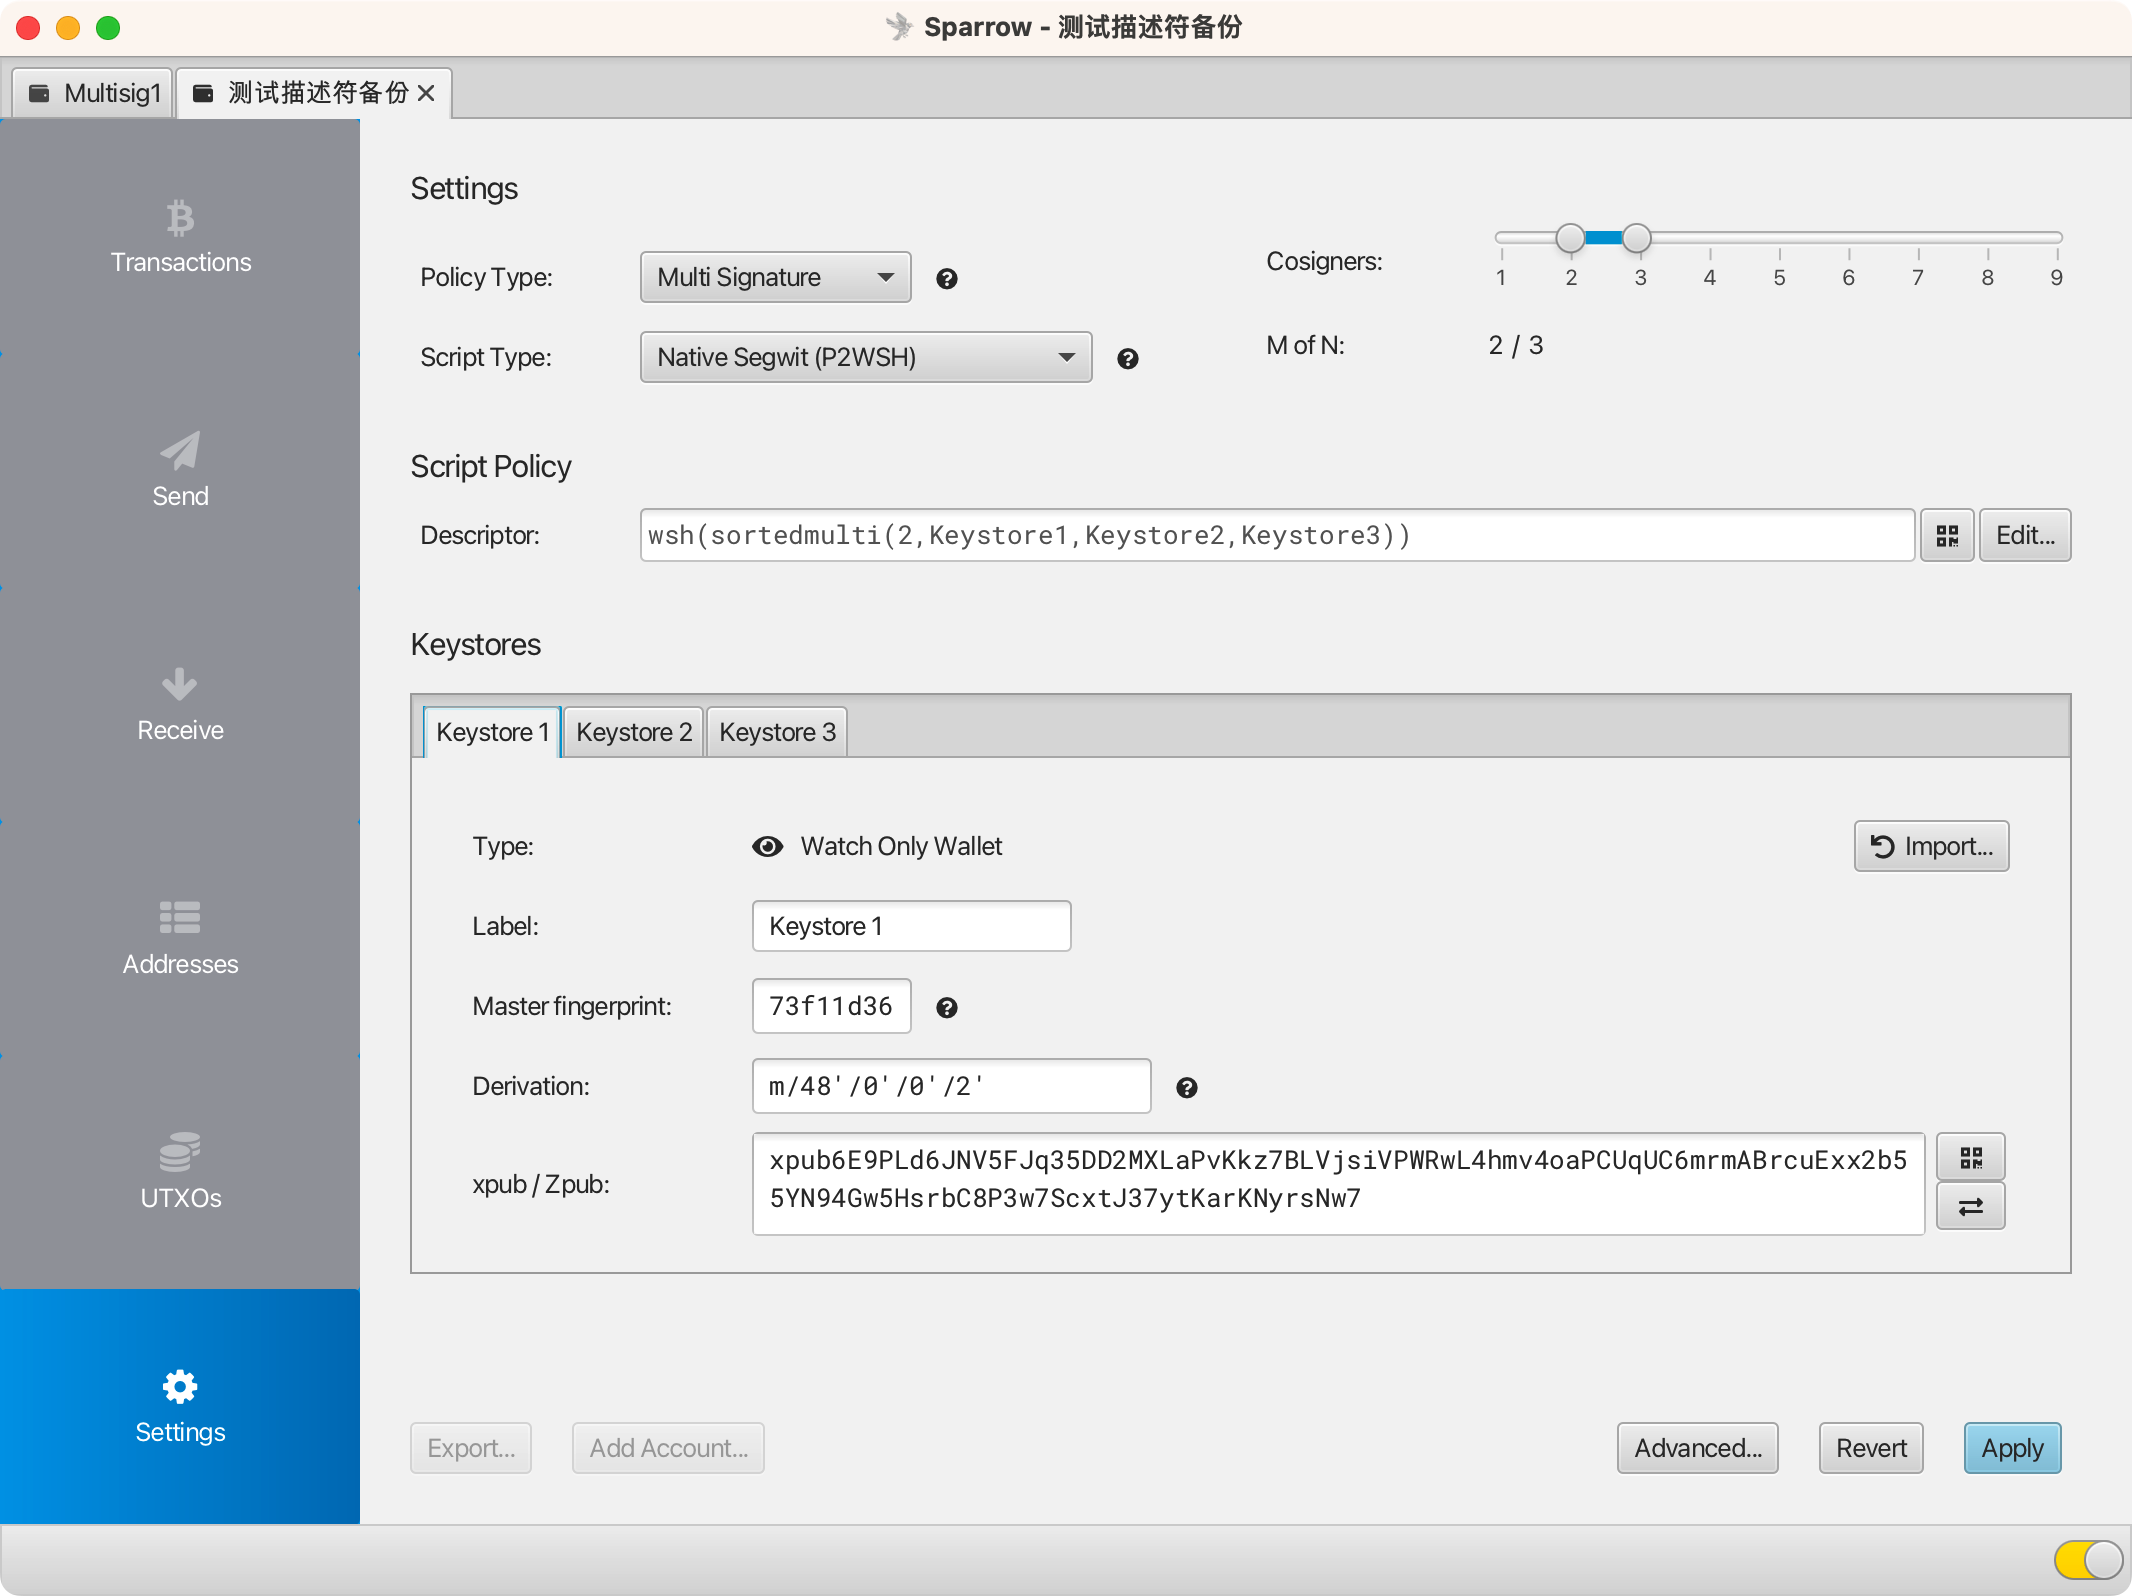 Sparrow - 测试描述符备份
Multisig1
测试描述符备份
Transactions
Send
Receive
Addresses
UTXOs
Settings
Settings
Policy Type: Multi Signature
Script Type: Native Segwit (P2WSH)
Cosigners:
1 2 3 4 5 6 7 8 9
M of N: 2 / 3
Script Policy
Descriptor: wsh(sortedmulti(2,Keystore1,Keystore2,Keystore3)) Edit...
Keystores
Keystore 1 Keystore 2 Keystore 3
Type: Watch Only Wallet Import...
Label: Keystore 1
Master fingerprint: 73f11d36
Derivation: m/48'/0'/0'/2'
xpub / Zpub:
xpub6E9PLd6JNV5FJq35DD2MXLaPvKkz7BLVjsiVPWRwL4hmv4oaPCUqUC6mrmABrcuExx2b5
5YN94Gw5HsrbC8P3w7ScxtJ37ytKarKNyrsNw7
Export... Add Account... Advanced... Revert Apply